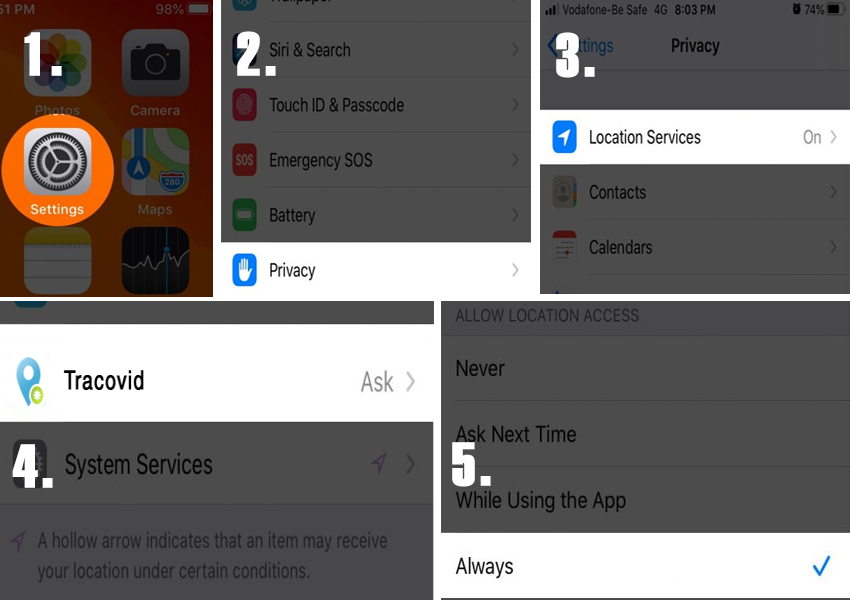 51 PM 98%
1.
Photos Camera
Settings Maps
280
2.
Wallpaper
Siri & Search
Touch ID & Passcode
SOS Emergency SOS
Battery
Privacy
Vodafone-Be Safe 4G 8:03 PM 74%
3.
ttings Privacy
Location Services On
Contacts
Calendars
Tracovid Ask
4.
System Services
A hollow arrow indicates that an item may receive
your location under certain conditions.
ALLOW LOCATION ACCESS
Never
Ask Next Time
5.
While Using the App
Always